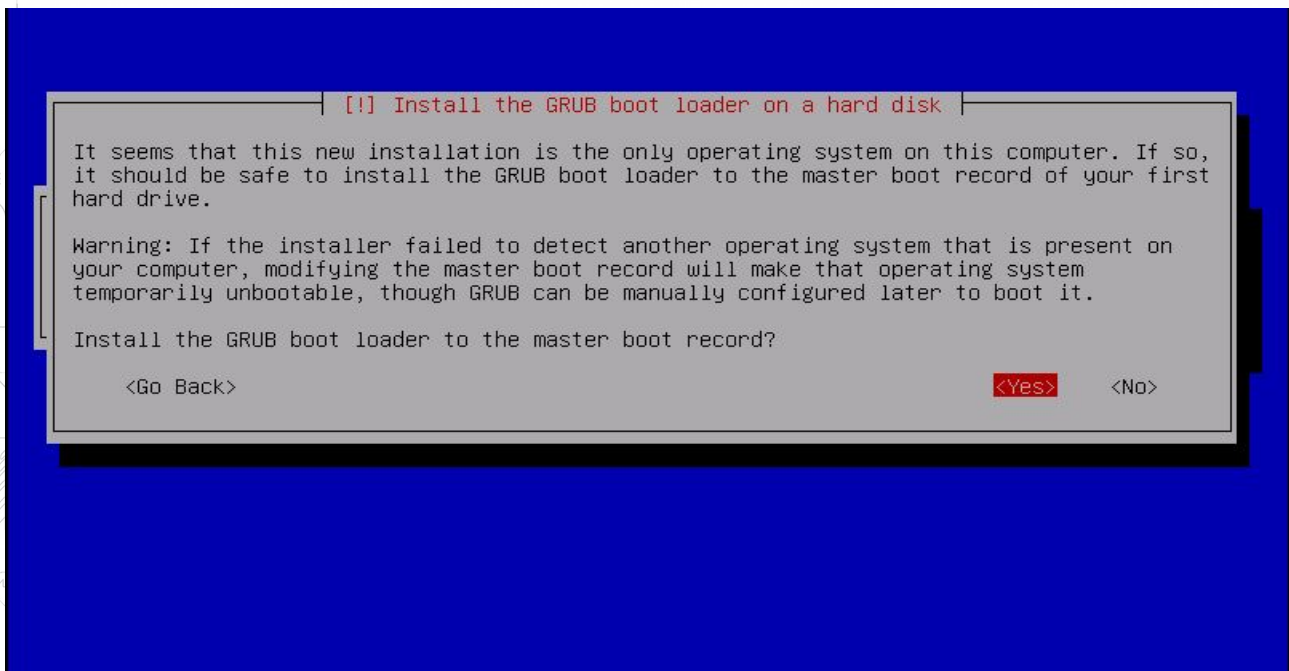 [!] Install the GRUB boot loader on a hard disk
It seems that this new installation is the only operating system on this computer. If so,
it should be safe to install the GRUB boot loader to the master boot record of your first
hard drive.
Warning: If the installer failed to detect another operating system that is present on
your computer, modifying the master boot record will make that operating system
temporarily unbootable, though GRUB can be manually configured later to boot it.
Install the GRUB boot loader to the master boot record?
<Go Back> <Yes> <No>